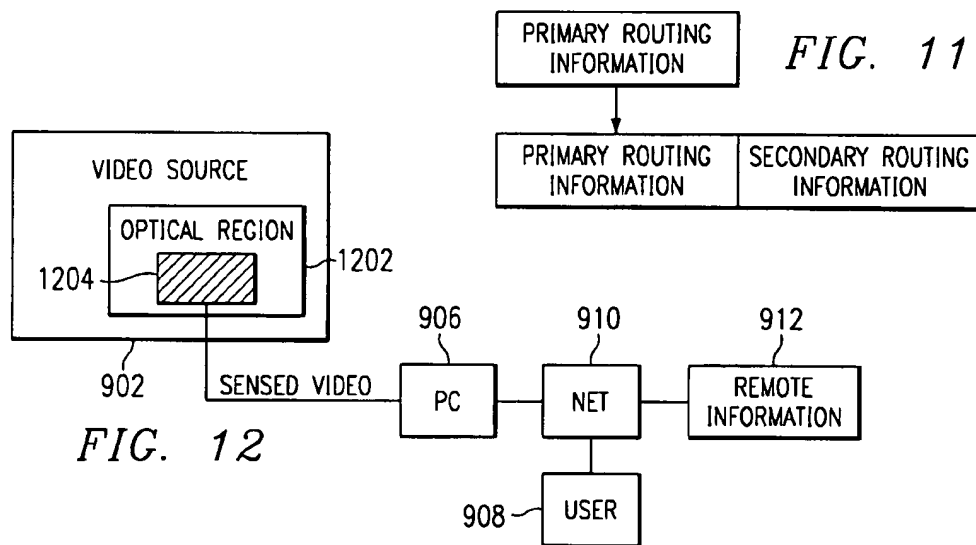 PRIMARY ROUTING
INFORMATION
FIG. 11
PRIMARY ROUTING
INFORMATION
SECONDARY ROUTING
INFORMATION
VIDEO SOURCE
OPTICAL REGION
1204
1202
902
SENSED VIDEO
906
PC
910
NET
912
REMOTE
INFORMATION
908
USER
FIG. 12